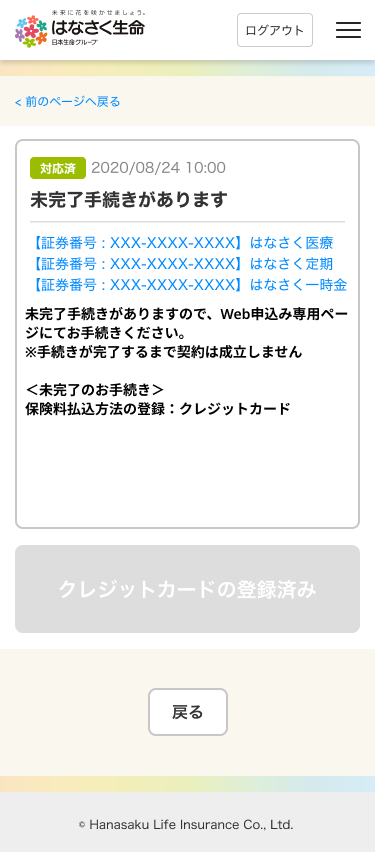 未来に花を咲かせましょう。
はなさく生命
日本生命グループ
ログアウト
< 前のページへ戻る
対応済 2020/08/24 10:00
未完了手続きがあります
【証券番号 : XXX-XXXX-XXXX】はなさく医療
【証券番号 : XXX-XXXX-XXXX】はなさく定期
【証券番号 : XXX-XXXX-XXXX】はなさく一時金
未完了手続きがありますので、Web申込み専用ペー
ジにてお手続きください。
※手続きが完了するまで契約は成立しません
＜未完了のお手続き＞
保険料払込方法の登録：クレジットカード
クレジットカードの登録済み
戻る
© Hanasaku Life Insurance Co., Ltd.